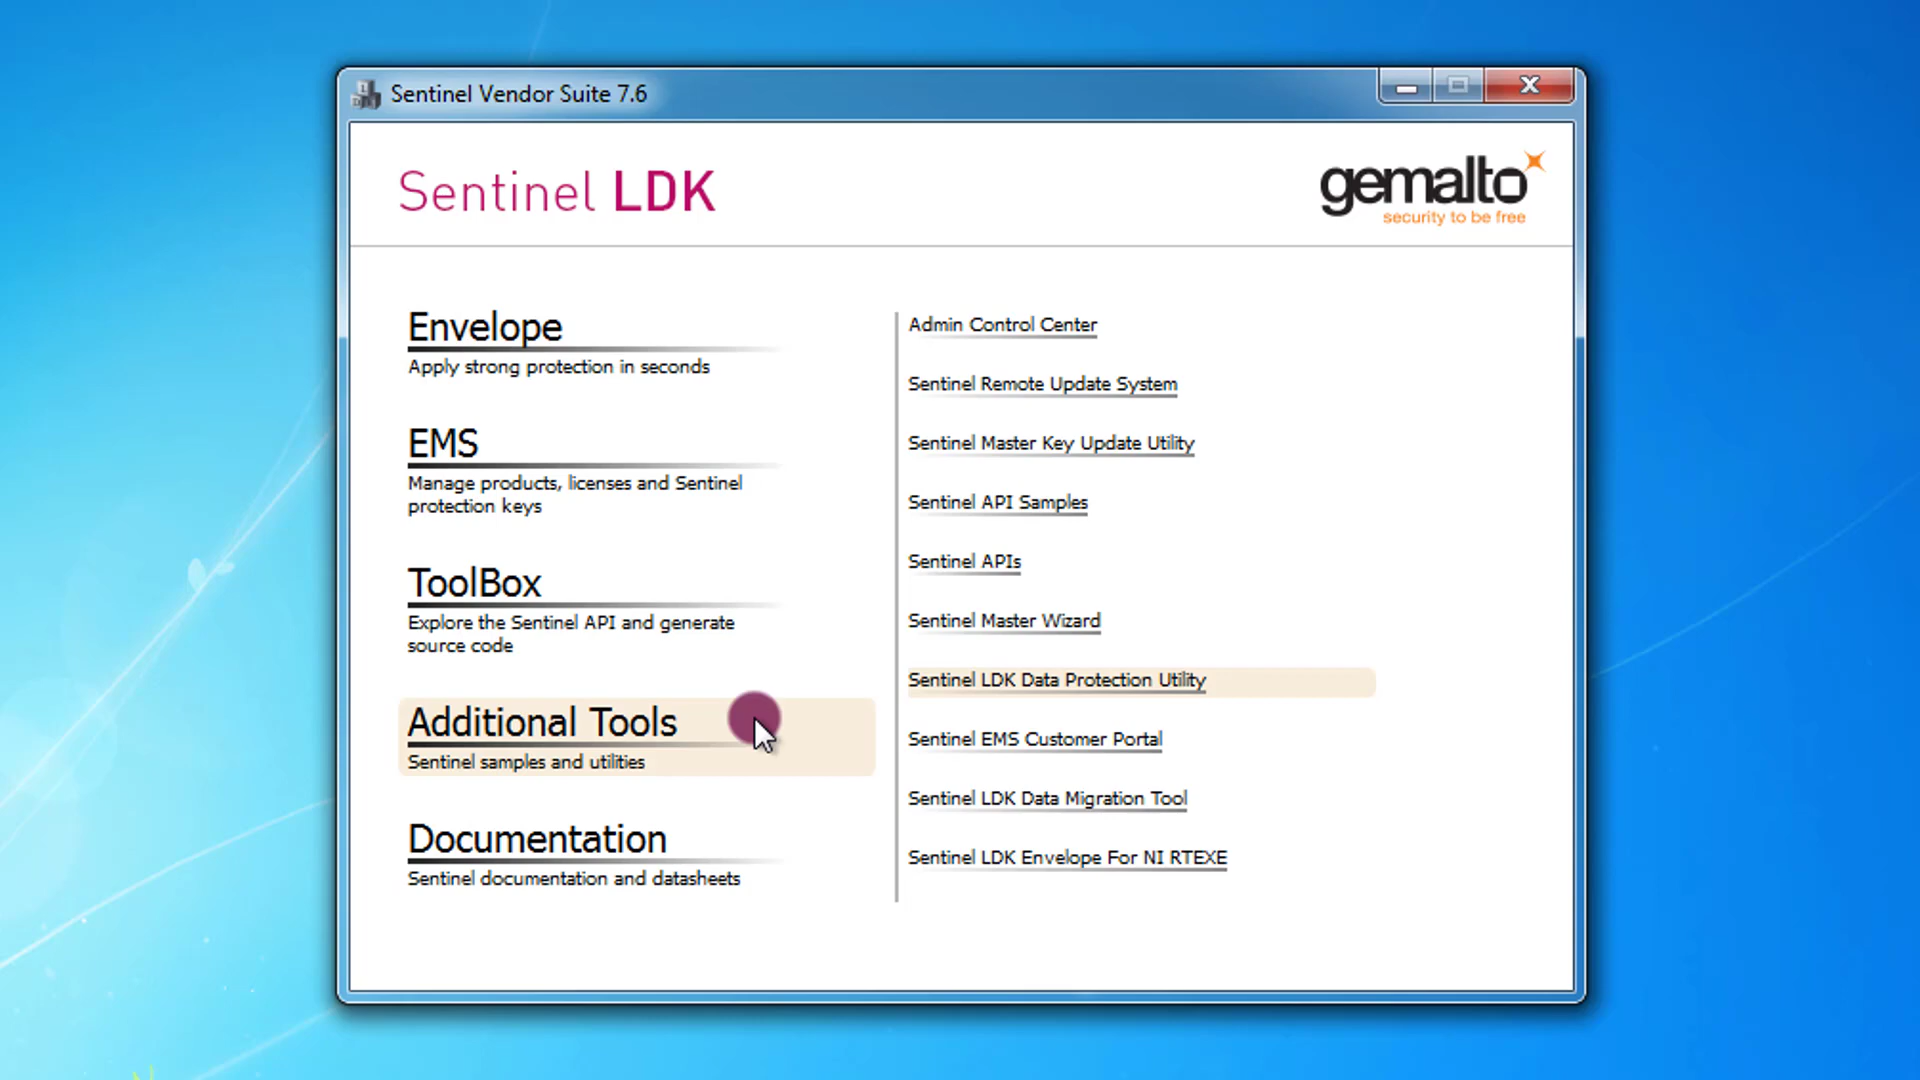 Sentinel Vendor Suite 7.6
Sentinel LDK
gemalto
security to be free
Envelope
Apply strong protection in seconds
EMS
Manage products, licenses and Sentinel
protection keys
ToolBox
Explore the Sentinel API and generate
source code
Additional Tools
Sentinel samples and utilities
Documentation
Sentinel documentation and datasheets
Admin Control Center
Sentinel Remote Update System
Sentinel Master Key Update Utility
Sentinel API Samples
Sentinel APIs
Sentinel Master Wizard
Sentinel LDK Data Protection Utility
Sentinel EMS Customer Portal
Sentinel LDK Data Migration Tool
Sentinel LDK Envelope For NI RTEXE